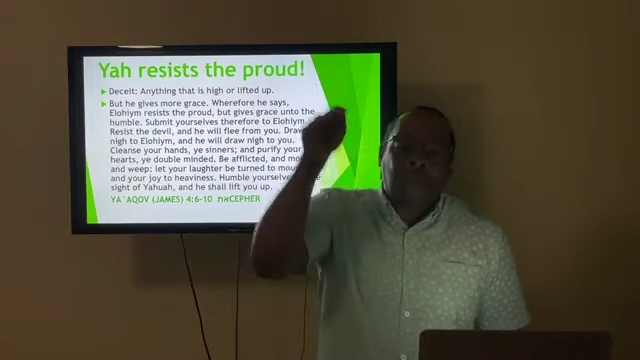 Yah resists the proud!
Deceit: Anything that is high or lifted up.
But he gives more grace. Wherefore he says,
Elohiym resists the proud, but gives grace unto the
humble. Submit yourselves therefore to Elohiym.
Resist the devil, and he will flee from you. Draw
nigh to Elohiym, and he will draw nigh to you.
Cleanse your hands, ye sinners; and purify your
hearts, ye double minded. Be afflicted, and
and weep: let your laughter be turned to
and your joy to heaviness. Humble yourselves
sight of Yahuah, and he shall lift you up.
YA`AQOV (JAMES) 4:6-10 את CEPHER